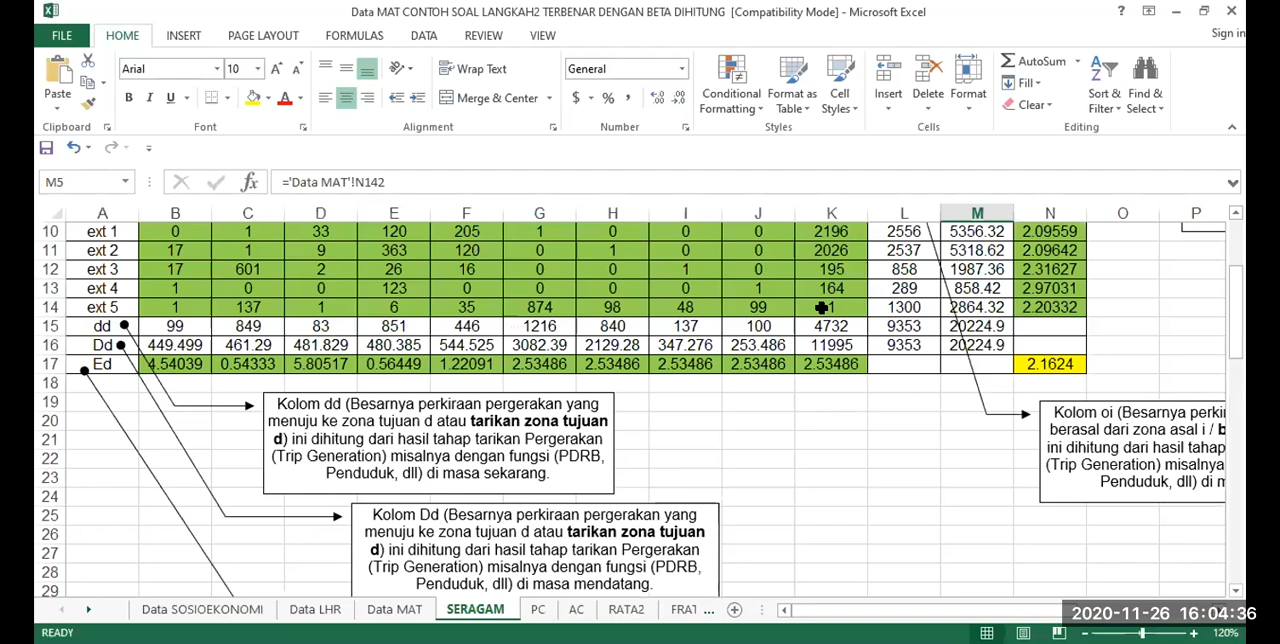 Data MAT CONTOH SOAL LANGKAH2 TERBENAR DENGAN BETA DIHITUNG [Compatibility Mode] - Microsoft Excel
?
FILE HOME INSERT PAGE LAYOUT FORMULAS DATA REVIEW VIEW Sign in
Paste Arial 10 Wrap Text General Conditional Formatting Format as Table Cell Styles Insert Delete Format AutoSum Sort & Filter Find & Select
B I U Merge & Center $ % , Fill
Clear
Clipboard Font Alignment Number Styles Cells Editing
M5 fx ='Data MAT'!N142
A B C D E F G H I J K L M N O P
10 ext 1 0 1 33 120 205 1 0 0 0 2196 2556 5356.32 2.09559
11 ext 2 17 1 9 363 120 0 1 0 0 2026 2537 5318.62 2.09642
12 ext 3 17 601 2 26 16 0 0 1 0 195 858 1987.36 2.31627
13 ext 4 1 0 0 123 0 0 0 0 1 164 289 858.42 2.97031
14 ext 5 1 137 1 6 35 874 98 48 99 1 1300 2864.32 2.20332
15 dd 99 849 83 851 446 1216 840 137 100 4732 9353 20224.9
16 Dd 449.499 461.29 481.829 480.385 544.525 3082.39 2129.28 347.276 253.486 11995 9353 20224.9
17 Ed 4.54039 0.54333 5.80517 0.56449 1.22091 2.53486 2.53486 2.53486 2.53486 2.53486 2.1624
18
19
20
21
22
23
24
25
26
27
28
29
Kolom dd (Besarnya perkiraan pergerakan yang
menuju ke zona tujuan d atau tarikan zona tujuan
d) ini dihitung dari hasil tahap tarikan Pergerakan
(Trip Generation) misalnya dengan fungsi (PDRB,
Penduduk, dll) di masa sekarang.
Kolom oi (Besarnya perki
berasal dari zona asal i / b
ini dihitung dari hasil tahap
(Trip Generation) misalnya
Penduduk, dll) di m
Kolom Dd (Besarnya perkiraan pergerakan yang
menuju ke zona tujuan d atau tarikan zona tujuan
d) ini dihitung dari hasil tahap tarikan Pergerakan
(Trip Generation) misalnya dengan fungsi (PDRB,
Penduduk, dll) di masa mendatang.
Data SOSIOEKONOMI Data LHR Data MAT SERAGAM PC AC RATA2 FRAT ...
2020-11-26 16:04:36
READY 120%